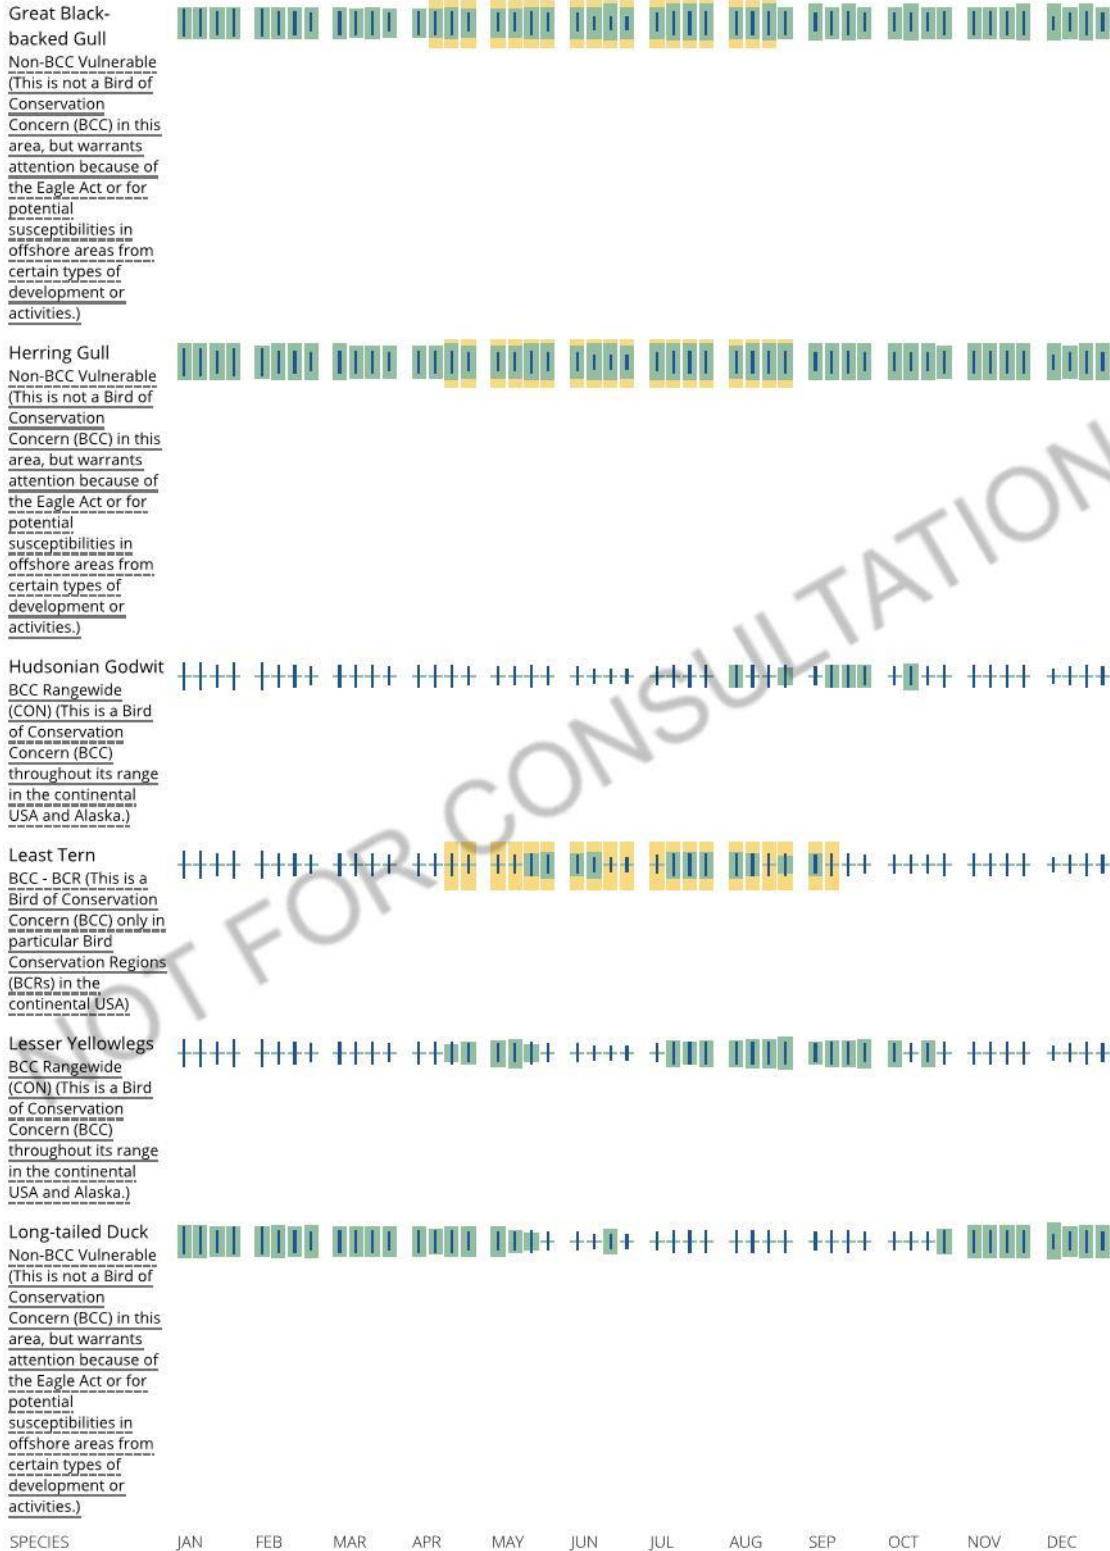 Great Black-
backed Gull
Non-BCC Vulnerable
(This is not a Bird of
Conservation
Concern (BCC) in this
area, but warrants
attention because of
the Eagle Act or for
potential
susceptibilities in
offshore areas from
certain types of
development or
activities.)
Herring Gull
Non-BCC Vulnerable
(This is not a Bird of
Conservation
Concern (BCC) in this
area, but warrants
attention because of
the Eagle Act or for
potential
susceptibilities in
offshore areas from
certain types of
development or
activities.)
Hudsonian Godwit
BCC Rangewide
(CON) (This is a Bird
of Conservation
Concern (BCC)
throughout its range
in the continental
USA and Alaska.)
Least Tern
BCC - BCR (This is a
Bird of Conservation
Concern (BCC) only in
particular Bird
Conservation Regions
(BCRs) in the
continental USA)
Lesser Yellowlegs
BCC Rangewide
(CON) (This is a Bird
of Conservation
Concern (BCC)
throughout its range
in the continental
USA and Alaska.)
Long-tailed Duck
Non-BCC Vulnerable
(This is not a Bird of
Conservation
Concern (BCC) in this
area, but warrants
attention because of
the Eagle Act or for
potential
susceptibilities in
offshore areas from
certain types of
development or
activities.)
SPECIES JAN FEB MAR APR MAY JUN JUL AUG SEP OCT NOV DEC
NOT FOR CONSULTATION